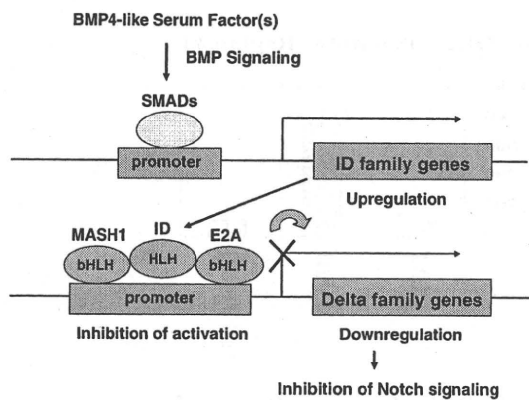 BMP4-like Serum Factor(s)
BMP Signaling
SMADs
promoter
ID family genes
Upregulation
MASH1 ID E2A
bHLH HLH bHLH
promoter
Delta family genes
Inhibition of activation
Downregulation
Inhibition of Notch signaling